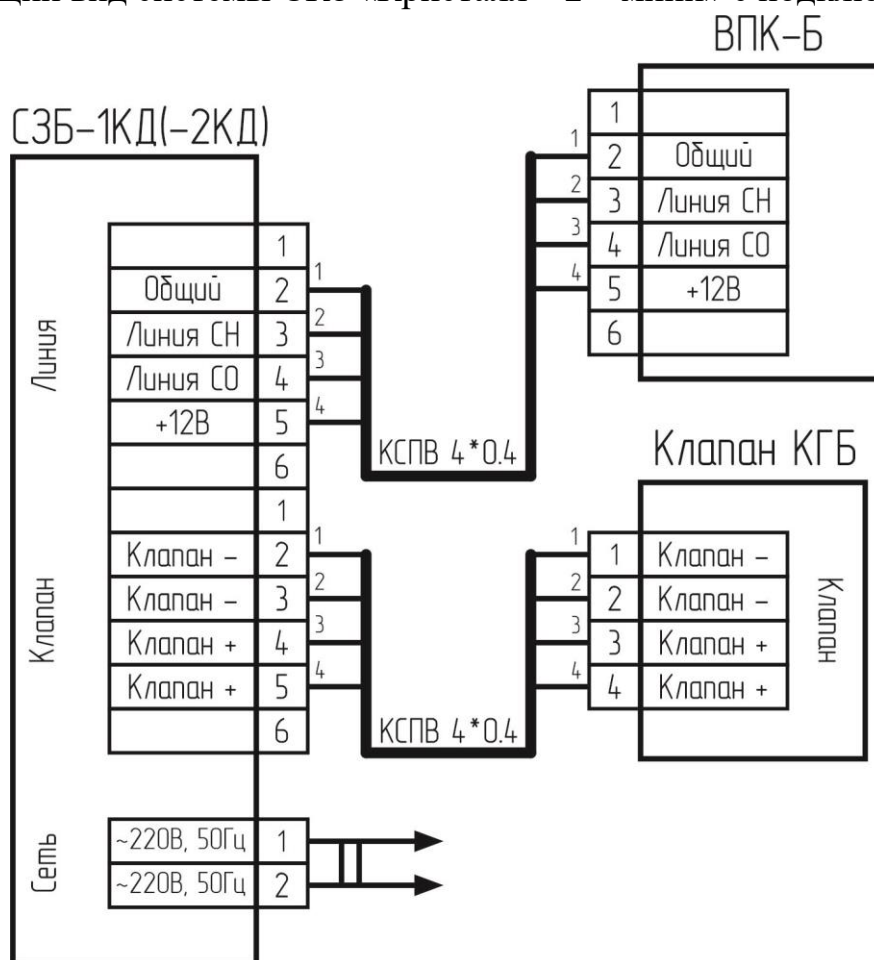 ВПК-Б
СЗБ-1КД(-2КД)
1
1 2 Общий
2 3 Линия СН
3 4 Линия СО
4 5 +12В
6
Линия
1
Общий 2 1
Линия СН 3 2
Линия СО 4 3
+12В 5 4
6
КСПВ 4*0.4
Клапан КГБ
Клапан
1
Клапан - 2 1
Клапан - 3 2
Клапан + 4 3
Клапан + 5 4
6
КСПВ 4*0.4
1 1 Клапан -
2 2 Клапан -
3 3 Клапан +
4 4 Клапан +
Клапан
Сеть
~220В, 50Гц 1
~220В, 50Гц 2